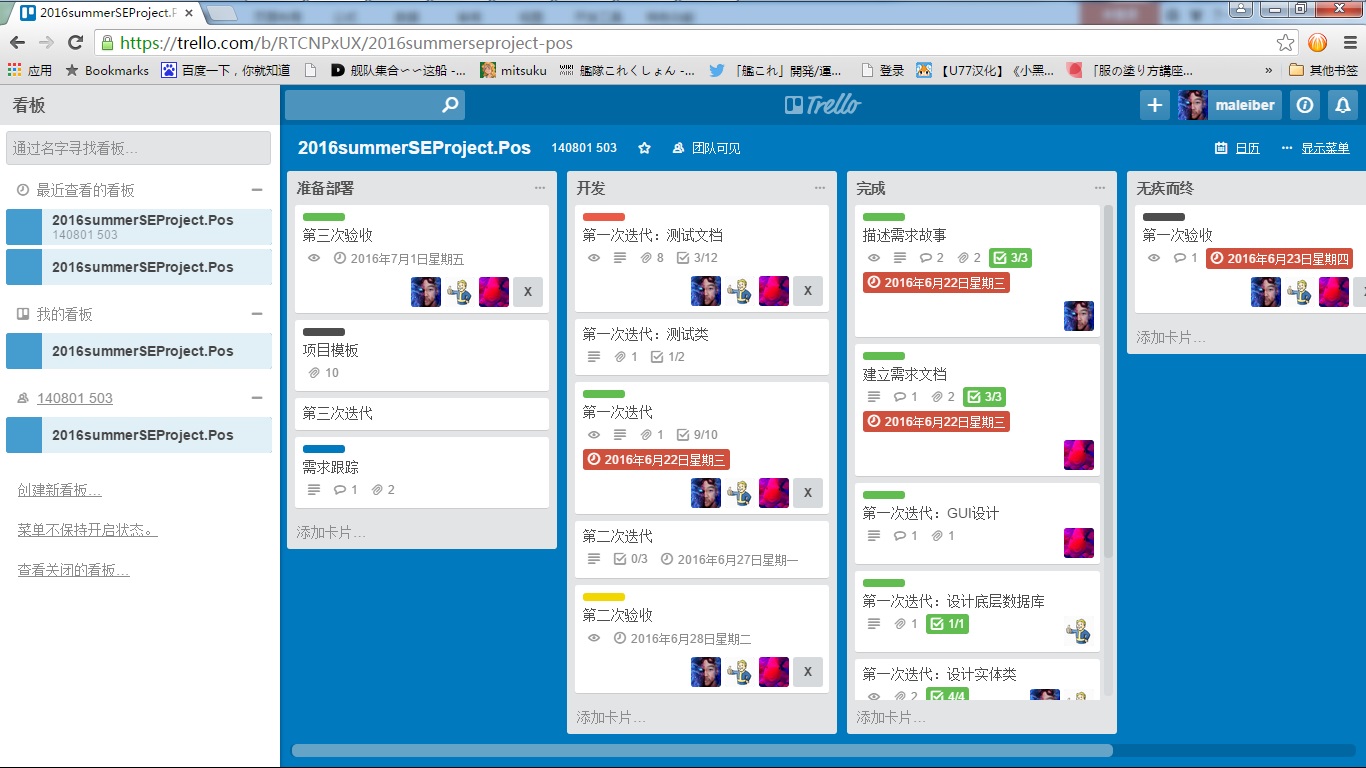 2016summerSEProject.P
https://trello.com/b/RTCNPxUX/2016summerseproject-pos
应用
Bookmarks
百度一下，你就知道
舰队集合~~这船 -...
mitsuku
WIKI WIKI
艦隊これくしょん -...
「艦これ」開発/運...
登录
【U77汉化】《小黑...
「服の塗り方講座...
»
其他书签
看板
Trello
maleiber
通过名字寻找看板...
最近查看的看板
2016summerSEProject.Pos
140801 503
2016summerSEProject.Pos
我的看板
2016summerSEProject.Pos
140801 503
2016summerSEProject.Pos
创建新看板...
菜单不保持开启状态。
查看关闭的看板...
2016summerSEProject.Pos
140801 503
团队可见
日历
显示菜单
准备部署
第三次验收
2016年7月1日星期五
X
项目模板
10
第三次迭代
需求跟踪
1
2
添加卡片...
开发
第一次迭代：测试文档
8
3/12
X
第一次迭代：测试类
1
1/2
第一次迭代
1
9/10
2016年6月22日星期三
X
第二次迭代
0/3
2016年6月27日星期一
第二次验收
2016年6月28日星期二
X
添加卡片...
完成
描述需求故事
2
2
3/3
2016年6月22日星期三
建立需求文档
1
2
3/3
2016年6月22日星期三
第一次迭代：GUI设计
1
1
第一次迭代：设计底层数据库
1
1/1
第一次迭代：设计实体类
2
4/4
添加卡片...
无疾而终
第一次验收
1
2016年6月23日星期四
添加卡片...